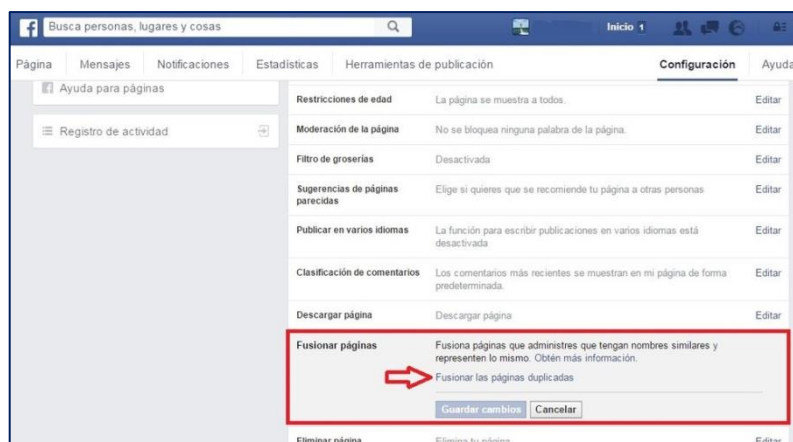 Busca personas, lugares y cosas
Inicio 1
Página Mensajes Notificaciones Estadísticas Herramientas de publicación Configuración Ayuda
Ayuda para páginas
Registro de actividad
Restricciones de edad La página se muestra a todos. Editar
Moderación de la página No se bloquea ninguna palabra de la página. Editar
Filtro de groserías Desactivada Editar
Sugerencias de páginas
parecidas
Elige si quieres que se recomiende tu página a otras personas Editar
Publicar en varios idiomas La función para escribir publicaciones en varios idiomas está
desactivada
Editar
Clasificación de comentarios Los comentarios más recientes se muestran en mi página de forma
predeterminada.
Editar
Descargar página Descargar página Editar
Fusionar páginas Fusiona páginas que administres que tengan nombres similares y
representen lo mismo. Obtén más información.
Fusionar las páginas duplicadas
Guardar cambios Cancelar
Eliminar página Elimina tu página Editar